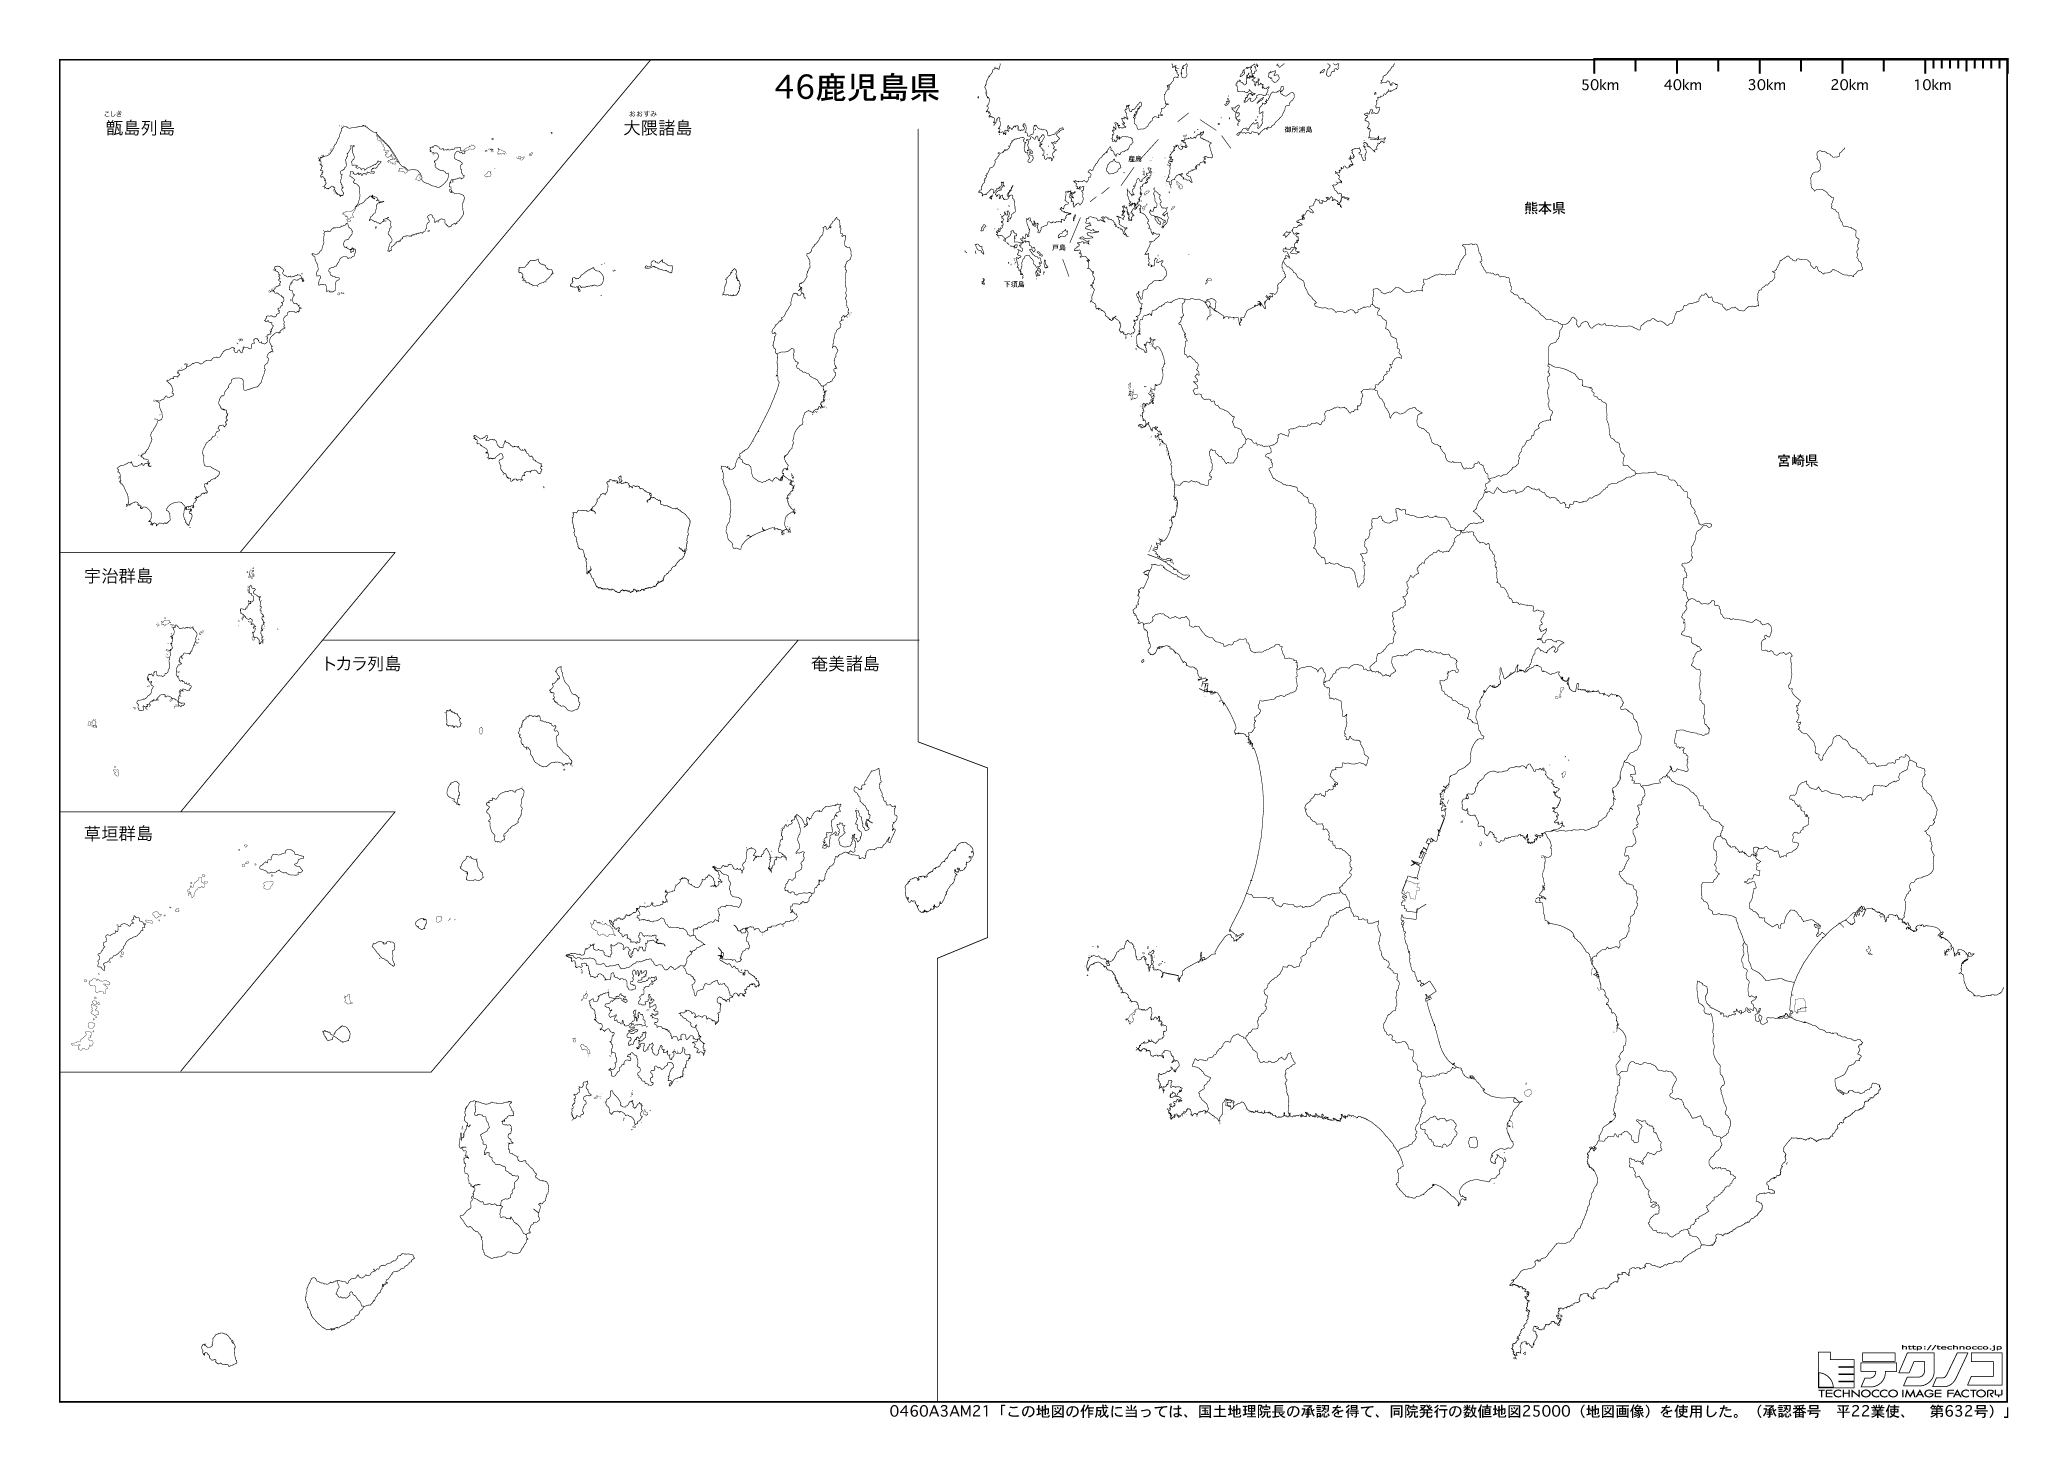 46鹿児島県
50km 40km 30km 20km 10km
こしき
甑島列島
おおすみ
大隈諸島
御所浦島
産島
熊本県
戸島
下須島
宮崎県
宇治群島
トカラ列島
奄美諸島
草垣群島
http://technocco.jp
テクノコ
TECHNOCCO IMAGE FACTORY
0460A3AM21「この地図の作成に当っては、国土地理院長の承認を得て、同院発行の数値地図25000（地図画像）を使用した。（承認番号　平22業使、　第632号）」